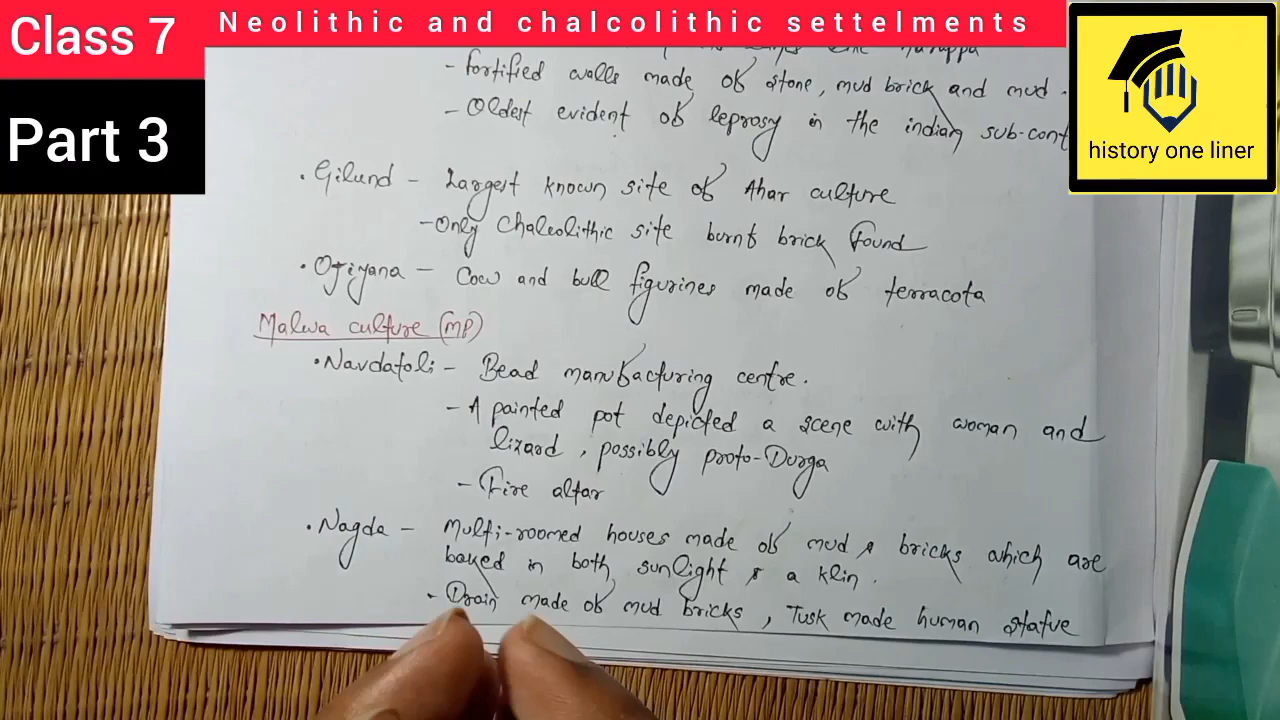 Class 7
Neolithic and chalcolithic settelments
Part 3
history one liner
- fortified walls made of stone, mud brick and mud.
- Oldest evident of leprosy in the indian sub-cont
. Gilund - Largest known site of Ahar culture
- Only Chalcolithic site burnt brick found
. Ojiyana - Cow and bull figurines made of terracota
Malwa culture (MP)
. Navdatoli - Bead manufacturing centre.
- A painted pot depicted a scene with woman and
lizard, possibly proto-Durga
- Fire altar
. Nagda - Multi-roomed houses made of mud & bricks which are
baked in both sunlight & a klin.
- Drain made of mud bricks, Tusk made human statue